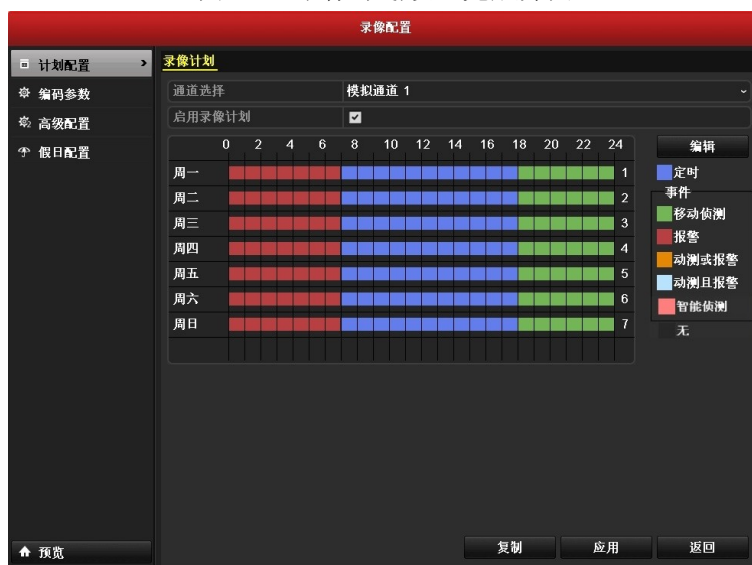 录像配置
计划配置
编码参数
高级配置
假日配置
预览
录像计划
通道选择 模拟通道 1
启用录像计划
0 2 4 6 8 10 12 14 16 18 20 22 24
周一 1
周二 2
周三 3
周四 4
周五 5
周六 6
周日 7
编辑
定时
事件
移动侦测
报警
动测或报警
动测且报警
智能侦测
无
复制 应用 返回